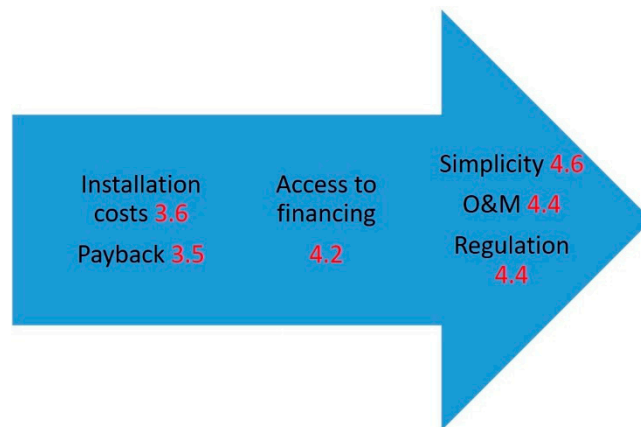 Installation
costs 3.6
Payback 3.5
Access to
financing
4.2
Simplicity 4.6
O&M 4.4
Regulation
4.4